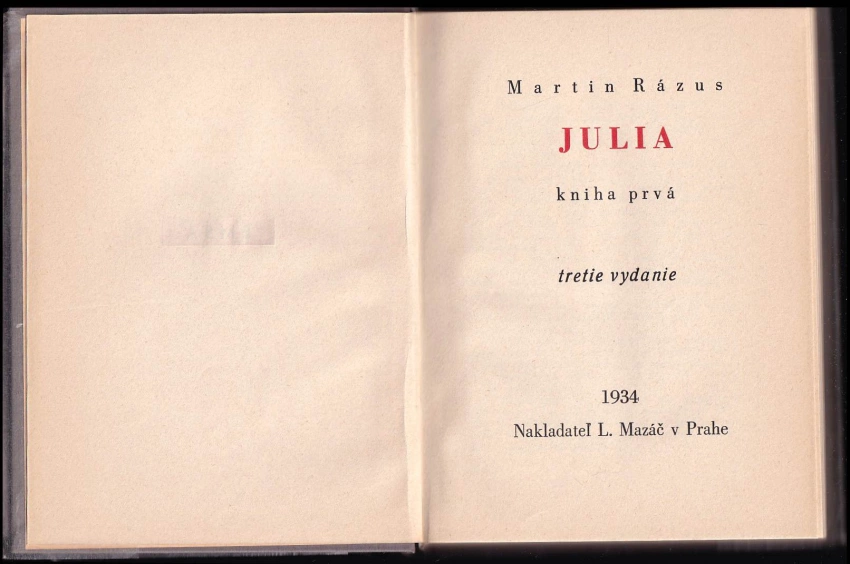 Martin Rázus
JULIA
kniha prvá
tretie vydanie
1934
Nakladateľ L. Mazáč v Prahe